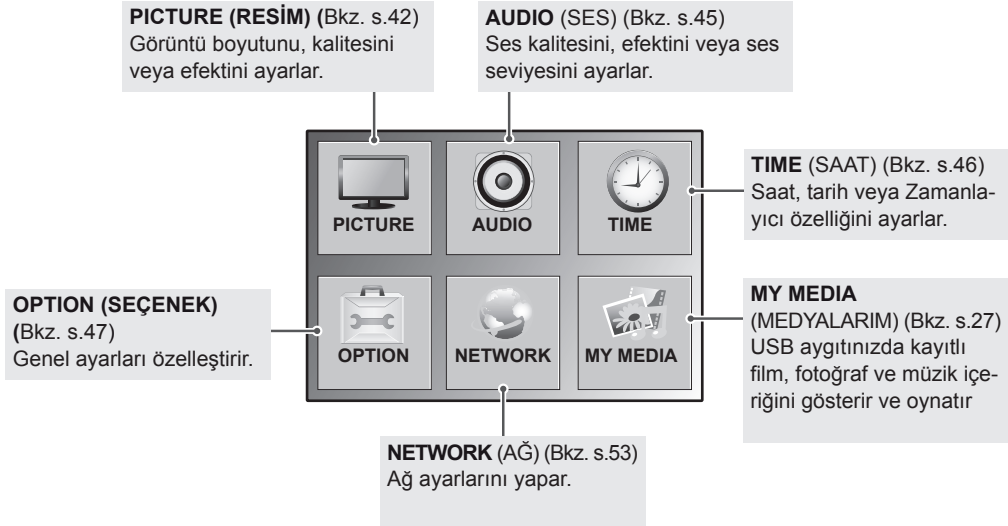 PICTURE (RESİM) (Bkz. s.42)
Görüntü boyutunu, kalitesini
veya efektini ayarlar.
AUDIO (SES) (Bkz. s.45)
Ses kalitesini, efektini veya ses
seviyesini ayarlar.
PICTURE
AUDIO
TIME
TIME (SAAT) (Bkz. s.46)
Saat, tarih veya Zamanla-
yıcı özelliğini ayarlar.
OPTION (SEÇENEK)
(Bkz. s.47)
Genel ayarları özelleştirir.
OPTION
NETWORK
MY MEDIA
MY MEDIA
(MEDYALARIM) (Bkz. s.27)
USB aygıtınızda kayıtlı
film, fotoğraf ve müzik içe-
riğini gösterir ve oynatır
NETWORK (AĞ) (Bkz. s.53)
Ağ ayarlarını yapar.